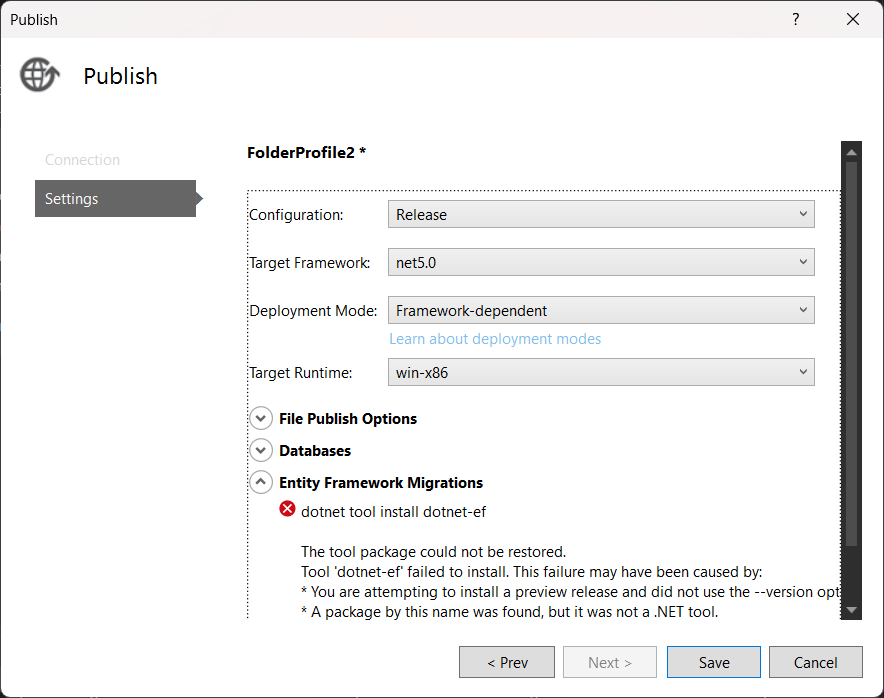 Publish
?
Publish
Connection
Settings
FolderProfile2 *
Configuration: Release
Target Framework: net5.0
Deployment Mode: Framework-dependent
Learn about deployment modes
Target Runtime: win-x86
File Publish Options
Databases
Entity Framework Migrations
dotnet tool install dotnet-ef
The tool package could not be restored.
Tool 'dotnet-ef' failed to install. This failure may have been caused by:
* You are attempting to install a preview release and did not use the --version opt
* A package by this name was found, but it was not a .NET tool.
< Prev Next > Save Cancel